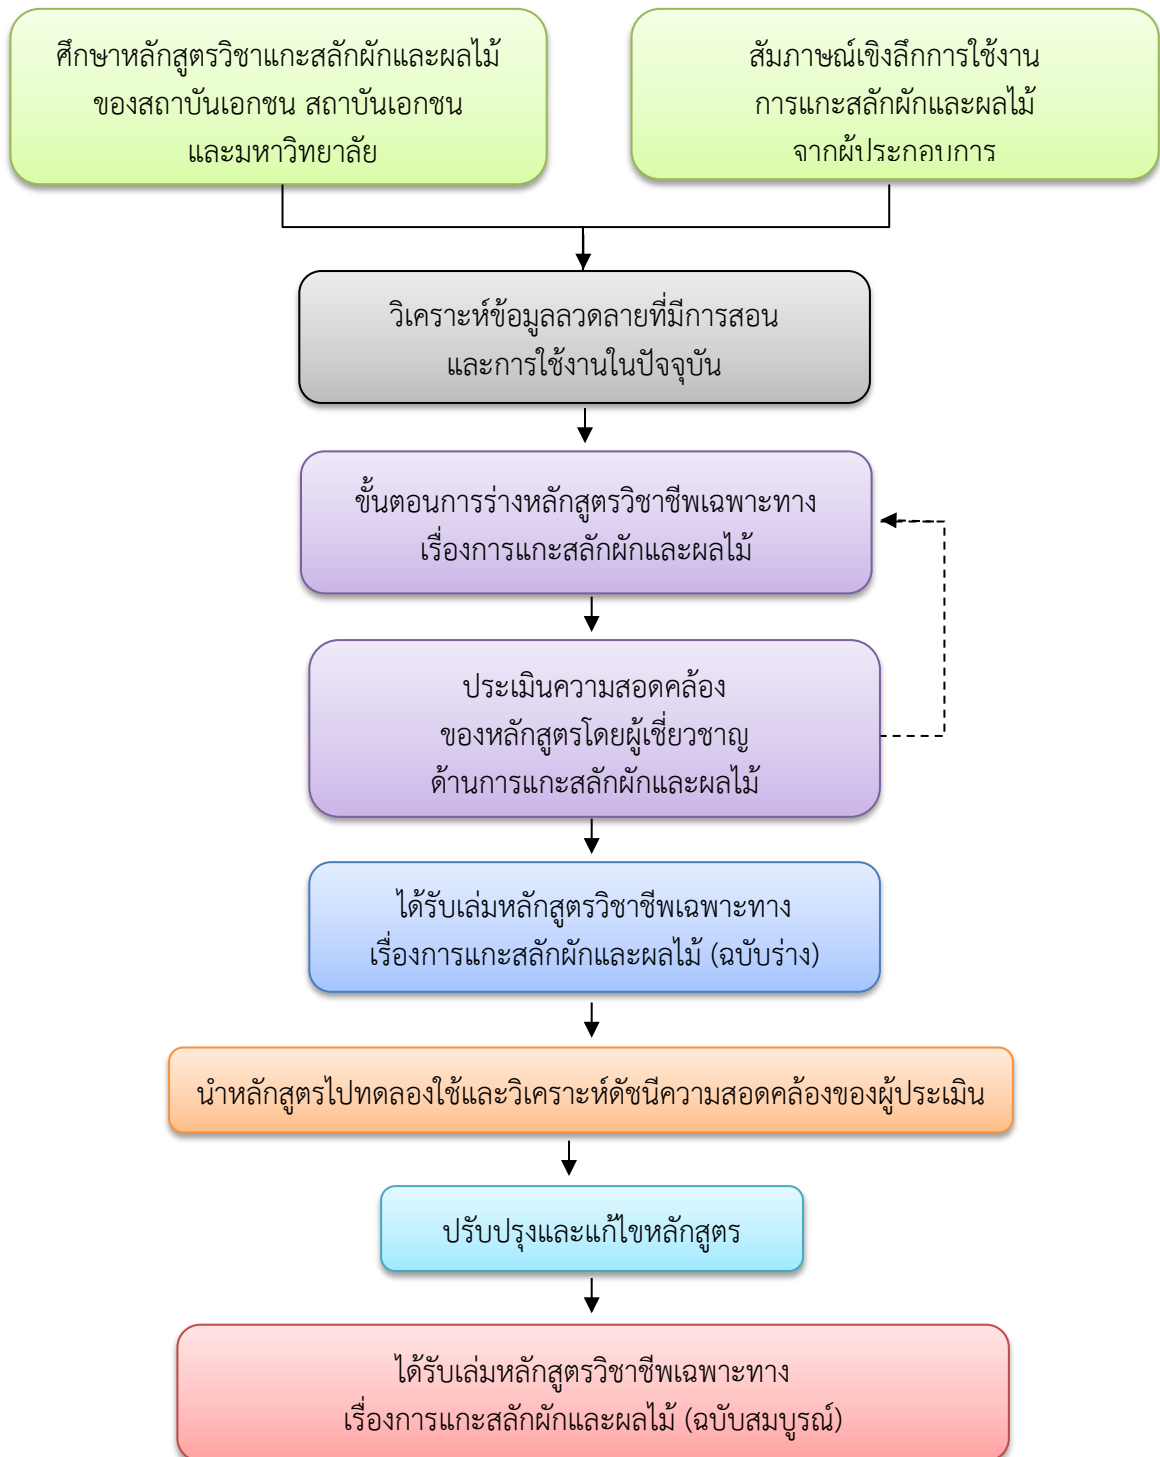 ศึกษาหลักสูตรวิชาแกะสลักผักและผลไม้
ของสถาบันเอกชน สถาบันเอกชน
และมหาวิทยาลัย
สัมภาษณ์เชิงลึกการใช้งาน
การแกะสลักผักและผลไม้
จากผู้ประกอบการ
วิเคราะห์ข้อมูลลวดลายที่มีการสอน
และการใช้งานในปัจจุบัน
ขั้นตอนการร่างหลักสูตรวิชาชีพเฉพาะทาง
เรื่องการแกะสลักผักและผลไม้
ประเมินความสอดคล้อง
ของหลักสูตรโดยผู้เชี่ยวชาญ
ด้านการแกะสลักผักและผลไม้
ได้รับเล่มหลักสูตรวิชาชีพเฉพาะทาง
เรื่องการแกะสลักผักและผลไม้ (ฉบับร่าง)
นำหลักสูตรไปทดลองใช้และวิเคราะห์ดัชนีความสอดคล้องของผู้ประเมิน
ปรับปรุงและแก้ไขหลักสูตร
ได้รับเล่มหลักสูตรวิชาชีพเฉพาะทาง
เรื่องการแกะสลักผักและผลไม้ (ฉบับสมบูรณ์)